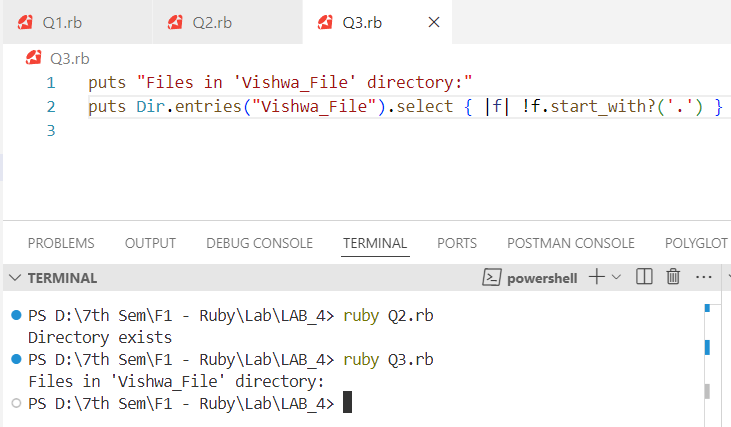 Q1.rb Q2.rb Q3.rb
Q3.rb
1 puts "Files in 'Vishwa_File' directory:"
2 puts Dir.entries("Vishwa_File").select { |f| !f.start_with?('.') }
3
PROBLEMS OUTPUT DEBUG CONSOLE TERMINAL PORTS POSTMAN CONSOLE POLYGLOT
TERMINAL powershell
PS D:\7th Sem\F1 - Ruby\Lab\LAB_4> ruby Q2.rb
Directory exists
PS D:\7th Sem\F1 - Ruby\Lab\LAB_4> ruby Q3.rb
Files in 'Vishwa_File' directory:
PS D:\7th Sem\F1 - Ruby\Lab\LAB_4>